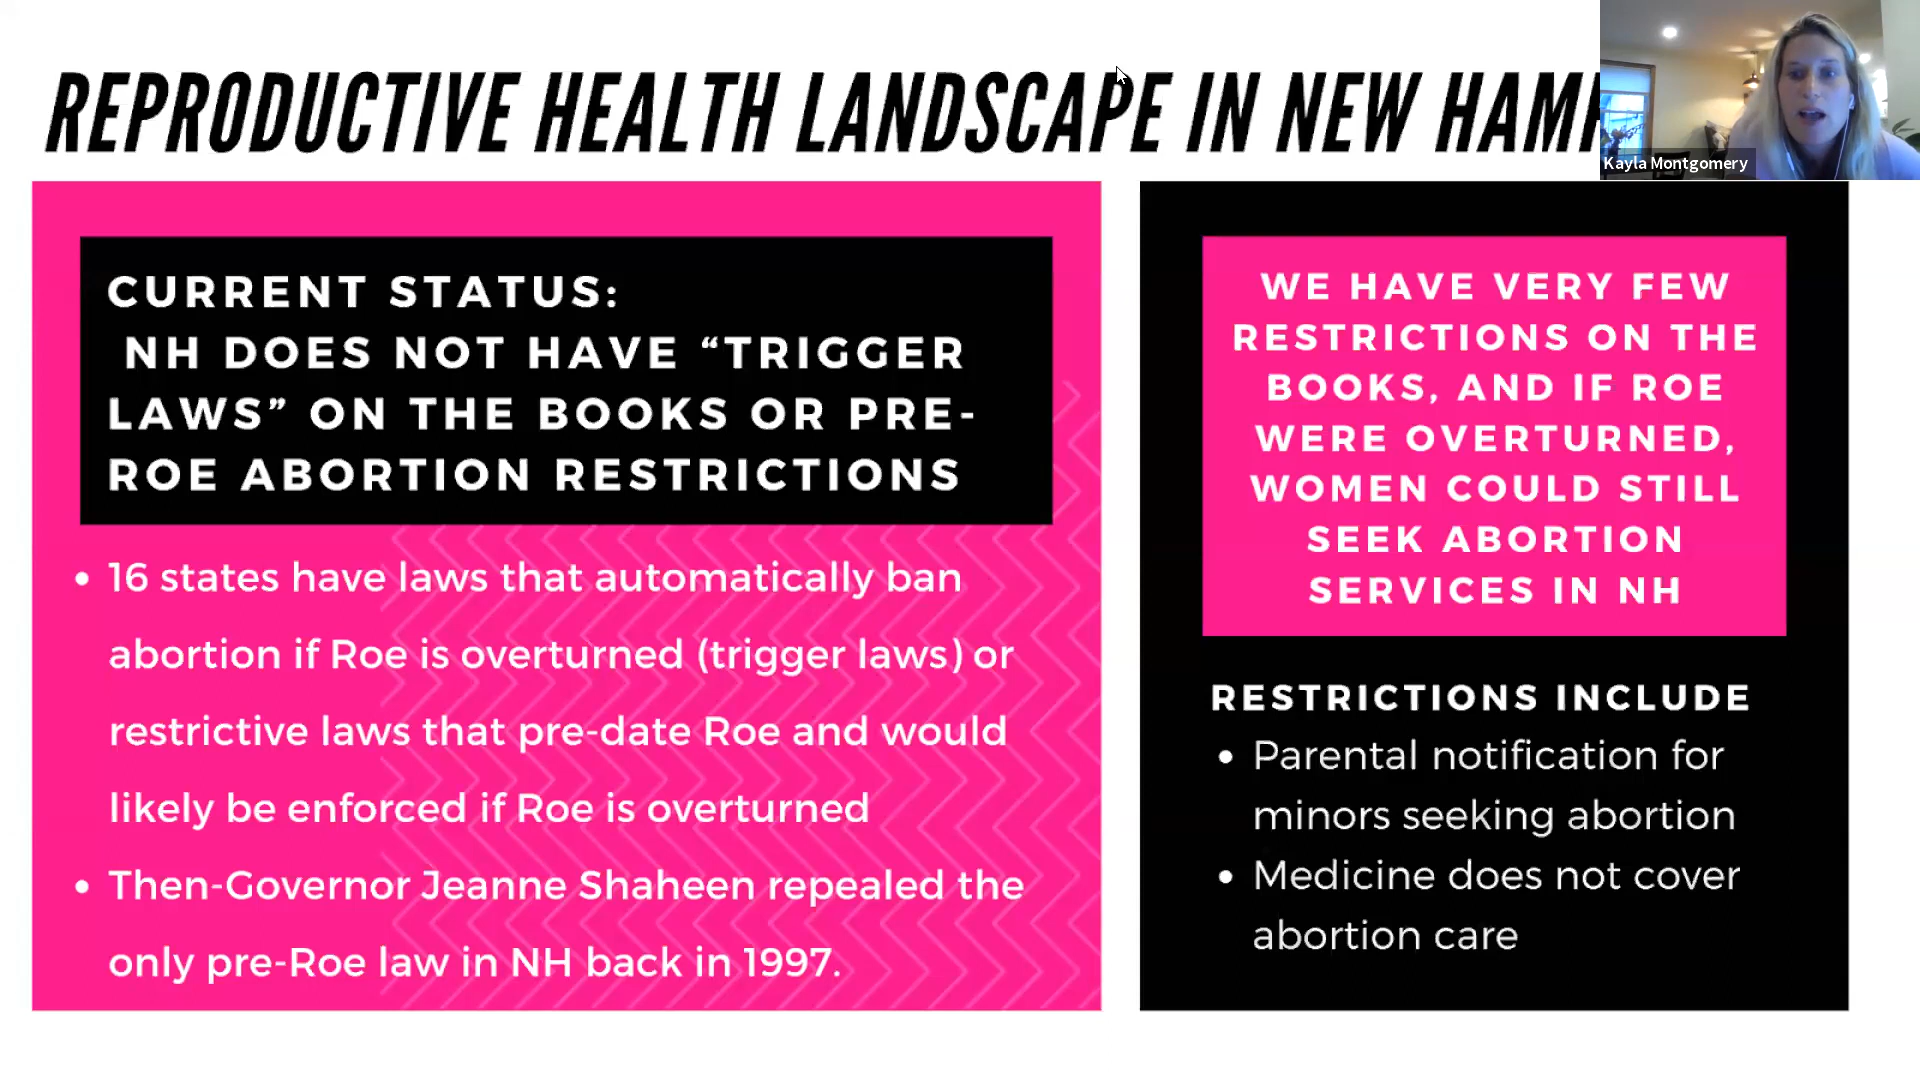 REPRODUCTIVE HEALTH LANDSCAPE IN NEW
Kayla Montgomery
CURRENT STATUS:
NH DOES NOT HAVE “TRIGGER
LAWS” ON THE BOOKS OR PRE-
ROE ABORTION RESTRICTIONS
• 16 states have laws that automatically ban
abortion if Roe is overturned (trigger laws) or
restrictive laws that pre-date Roe and would
likely be enforced if Roe is overturned
• Then-Governor Jeanne Shaheen repealed the
only pre-Roe law in NH back in 1997.
WE HAVE VERY FEW
RESTRICTIONS ON THE
BOOKS, AND IF ROE
WERE OVERTURNED,
WOMEN COULD STILL
SEEK ABORTION
SERVICES IN NH
RESTRICTIONS INCLUDE
• Parental notification for
minors seeking abortion
• Medicine does not cover
abortion care